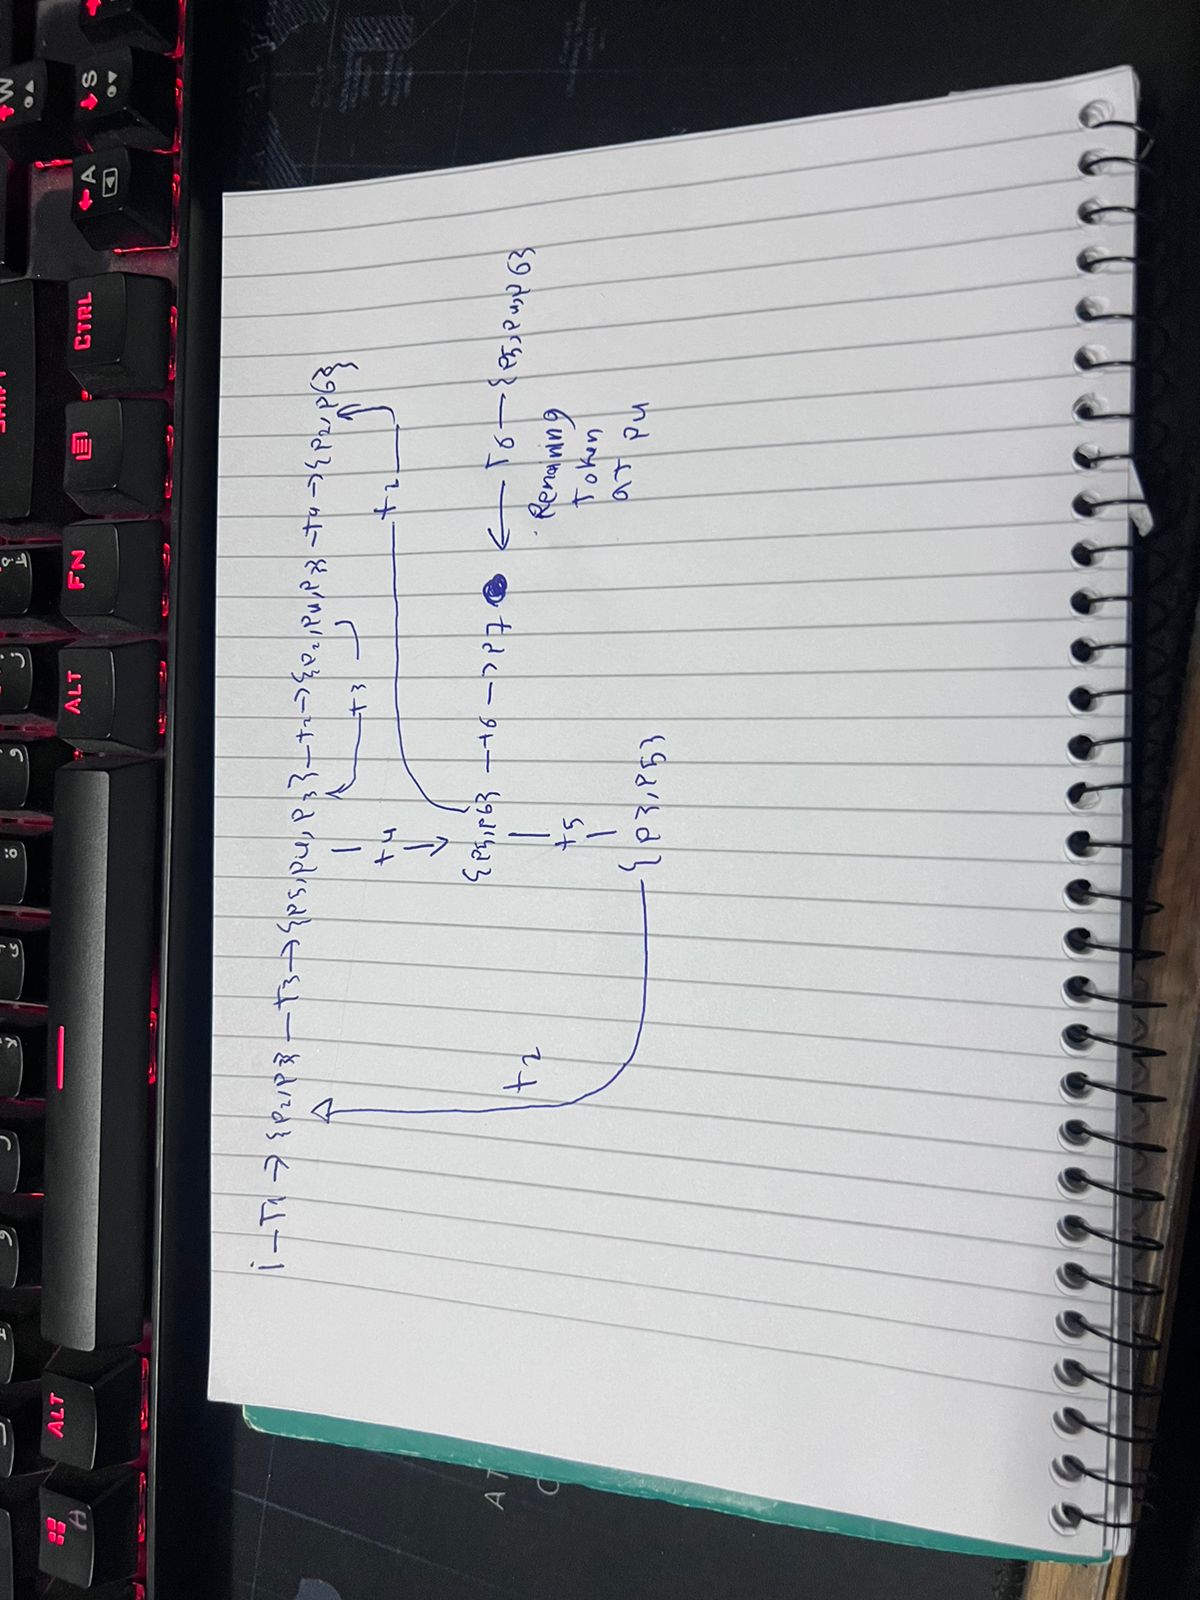 SHIFT
W
ALT
ALT
FN
CTRL
A
S
i – T1 → {P2, P3} – T3 → {P5, P4, P3} – t2 → {P2, P4, P3} – t4 → {P2, P6}
t3
t4
t2
{P5, P6} – t6 → P7 ● ← T6 – {P5, P4, P6}
t2
Remaining
Token
at P4
t5
{P3, P5}